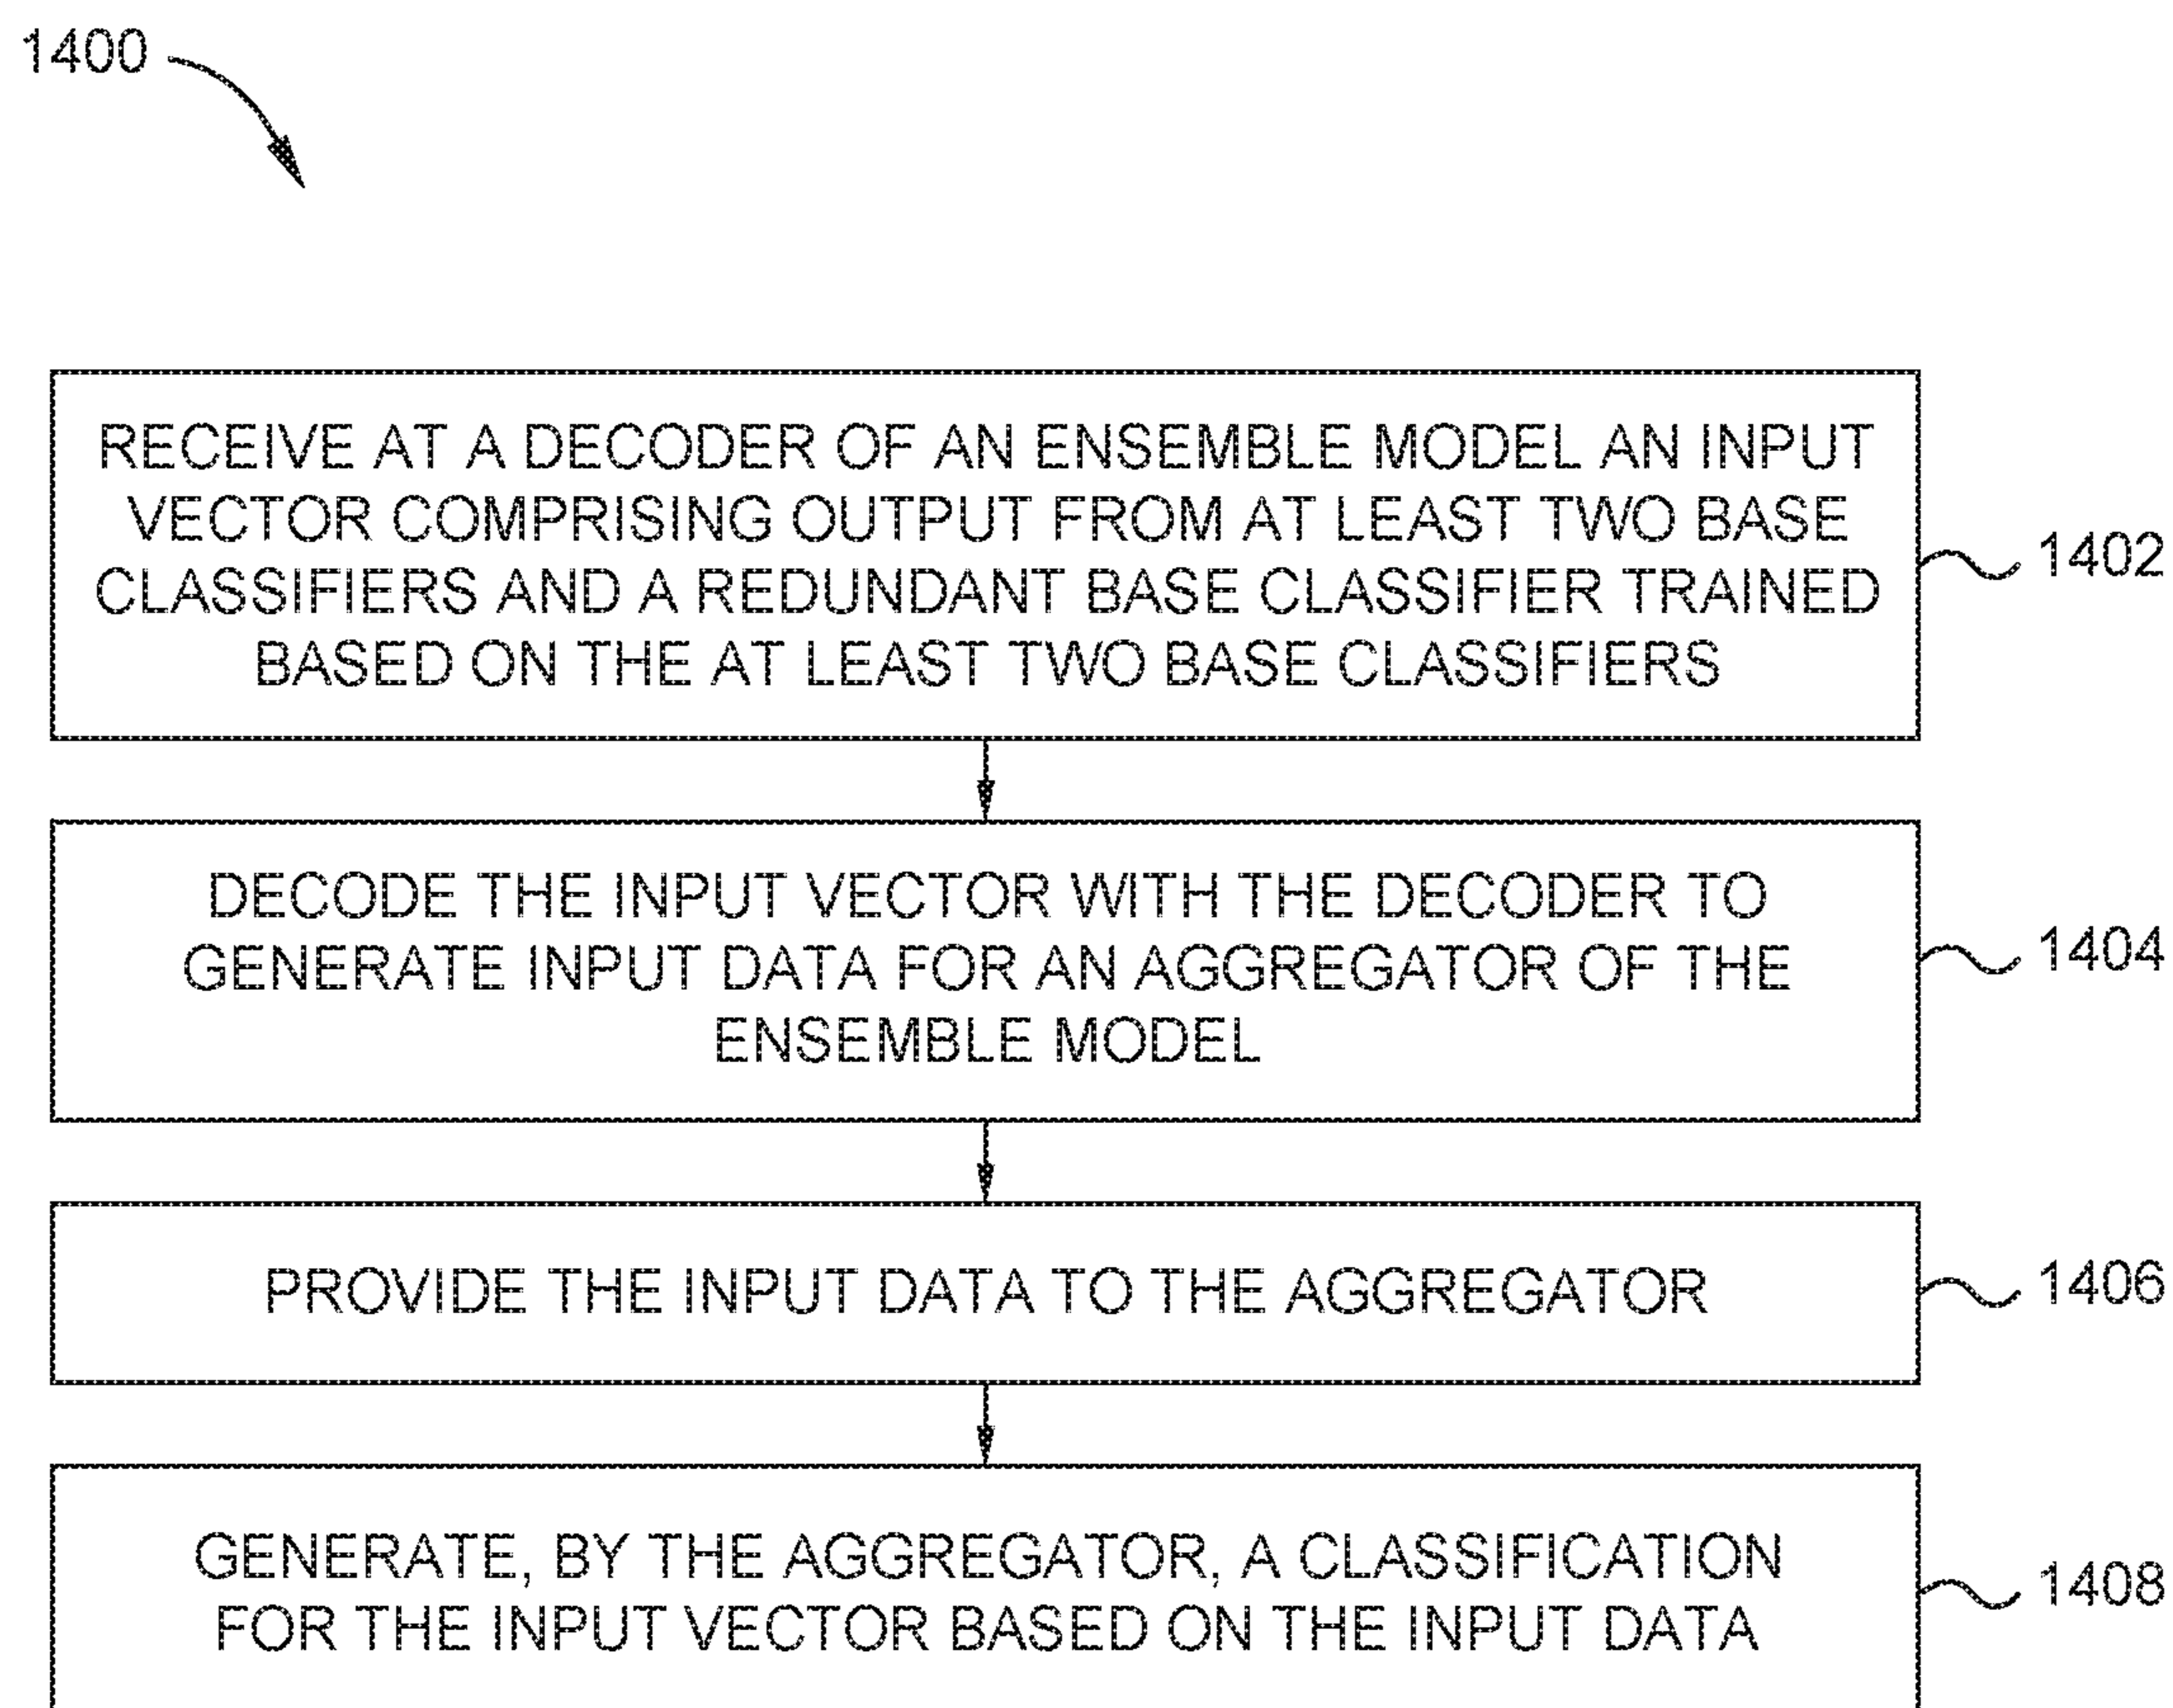 1400
RECEIVE AT A DECODER OF AN ENSEMBLE MODEL AN INPUT
VECTOR COMPRISING OUTPUT FROM AT LEAST TWO BASE
CLASSIFIERS AND A REDUNDANT BASE CLASSIFIER TRAINED
BASED ON THE AT LEAST TWO BASE CLASSIFIERS
1402
DECODE THE INPUT VECTOR WITH THE DECODER TO
GENERATE INPUT DATA FOR AN AGGREGATOR OF THE
ENSEMBLE MODEL
1404
PROVIDE THE INPUT DATA TO THE AGGREGATOR
1406
GENERATE, BY THE AGGREGATOR, A CLASSIFICATION
FOR THE INPUT VECTOR BASED ON THE INPUT DATA
1408